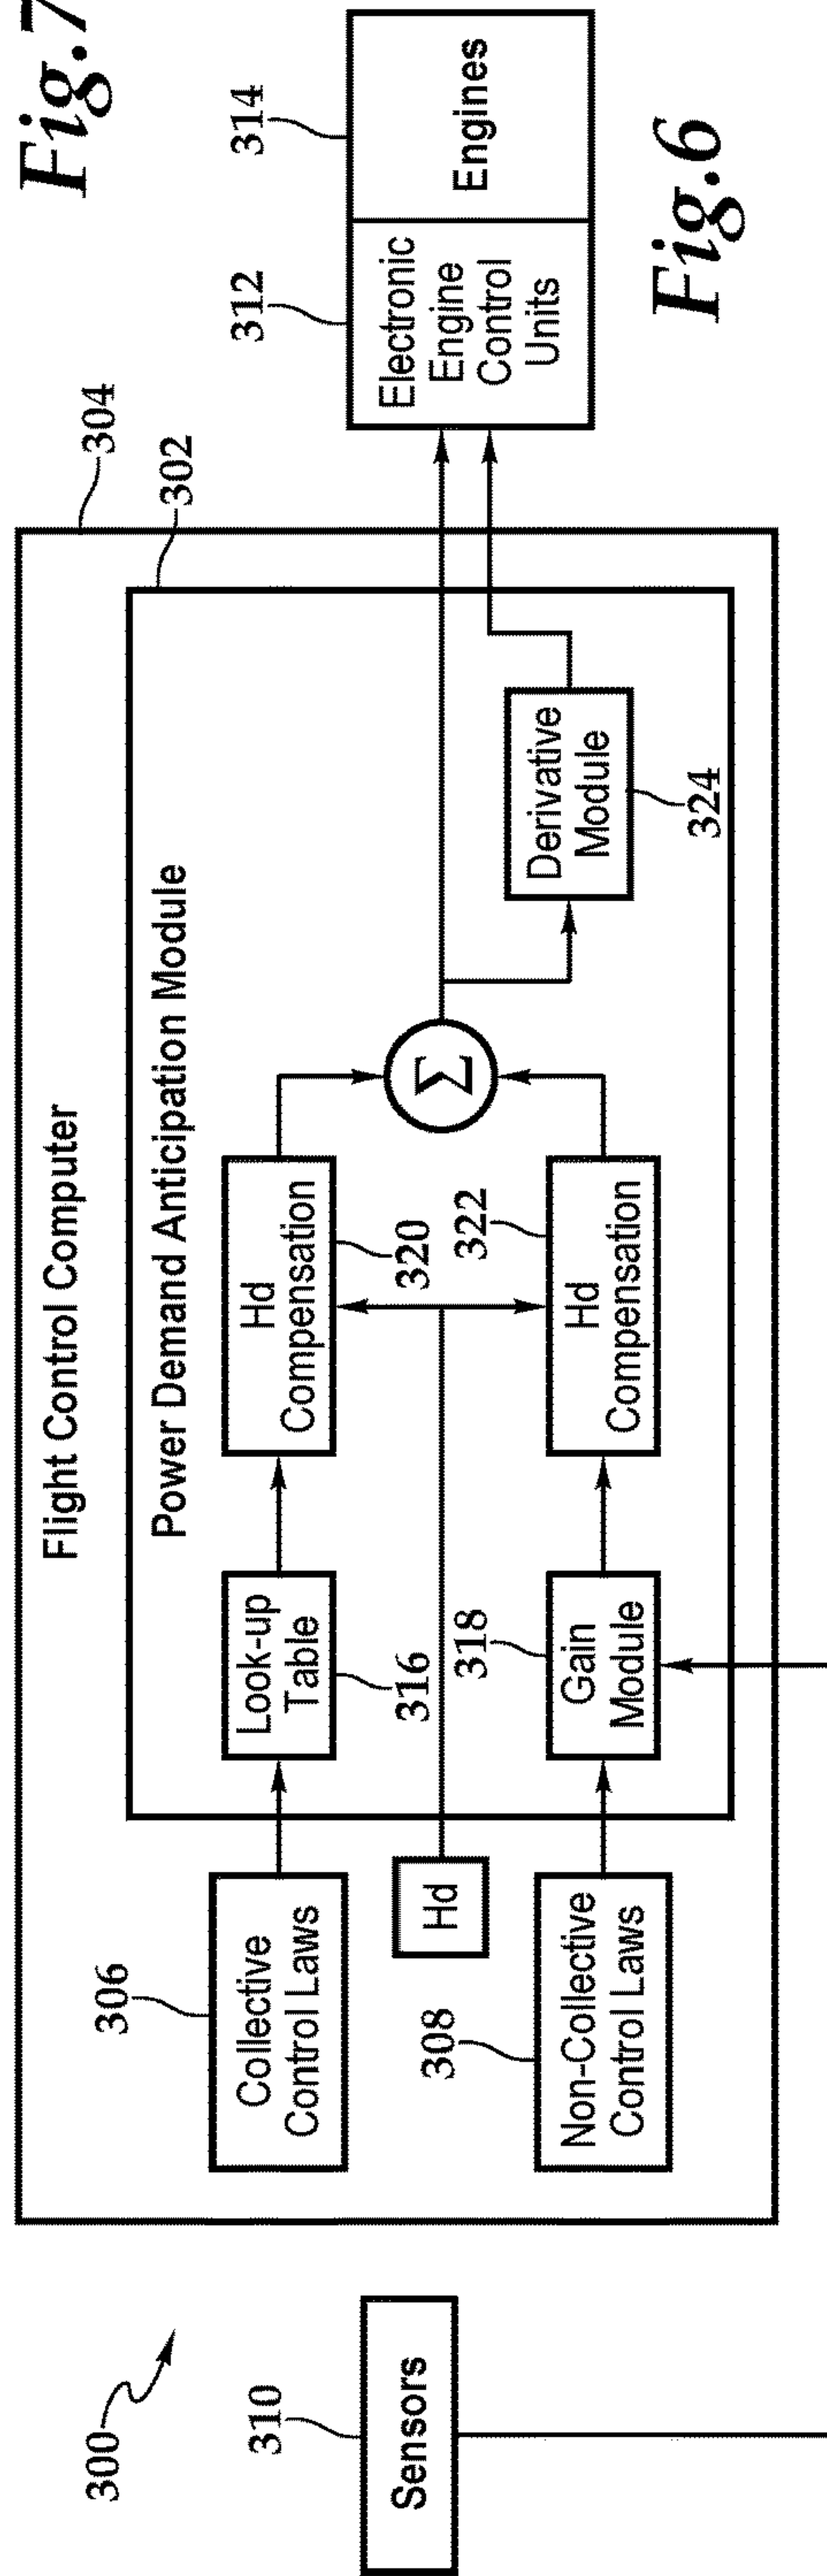 Fig.7
Flight Control Computer
304
Power Demand Anticipation Module
302
306
Collective
Control Laws
Look-up
Table
316
Hd
Compensation
320
Hd
Σ
312
Electronic
Engine
Control
Units
314
Engines
308
Non-Collective
Control Laws
318
Gain
Module
322
Hd
Compensation
Derivative
Module
324
300
310
Sensors
Fig.6